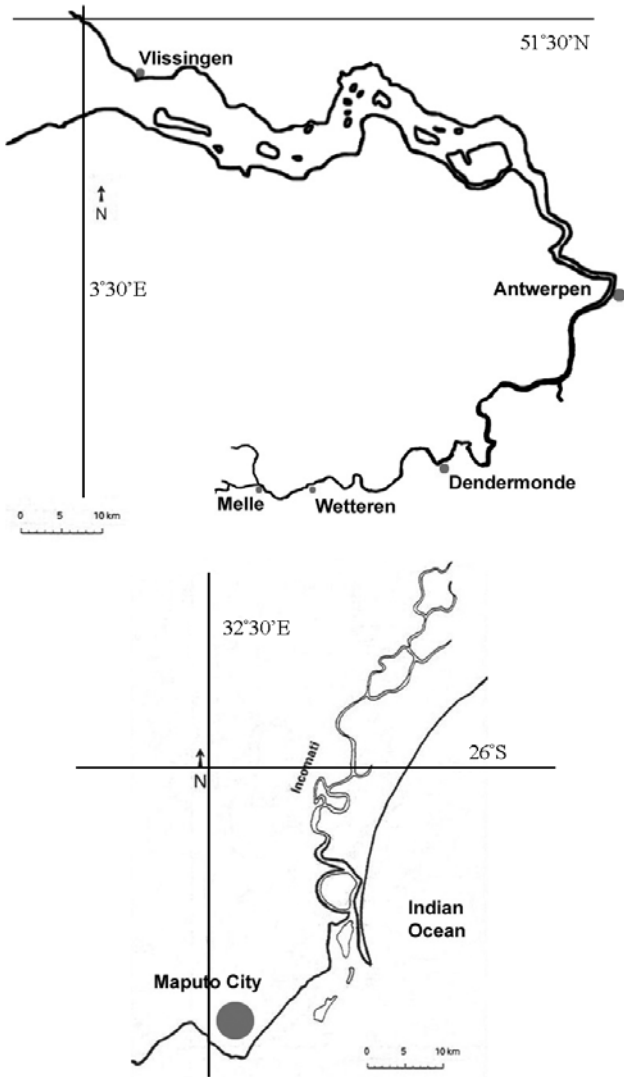 Vlissingen
51°30'N
N
3°30'E
Antwerpen
Dendermonde
Melle
Wetteren
0 5 10 km
32°30'E
Incomati
26°S
N
Indian
Ocean
Maputo City
0 5 10 km